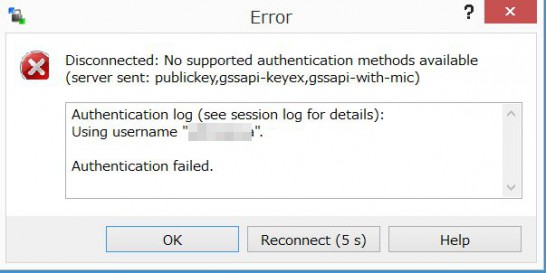 Error
?
Disconnected: No supported authentication methods available
(server sent: publickey,gssapi-keyex,gssapi-with-mic)
Authentication log (see session log for details):
Using username "
".
Authentication failed.
OK
Reconnect (5 s)
Help